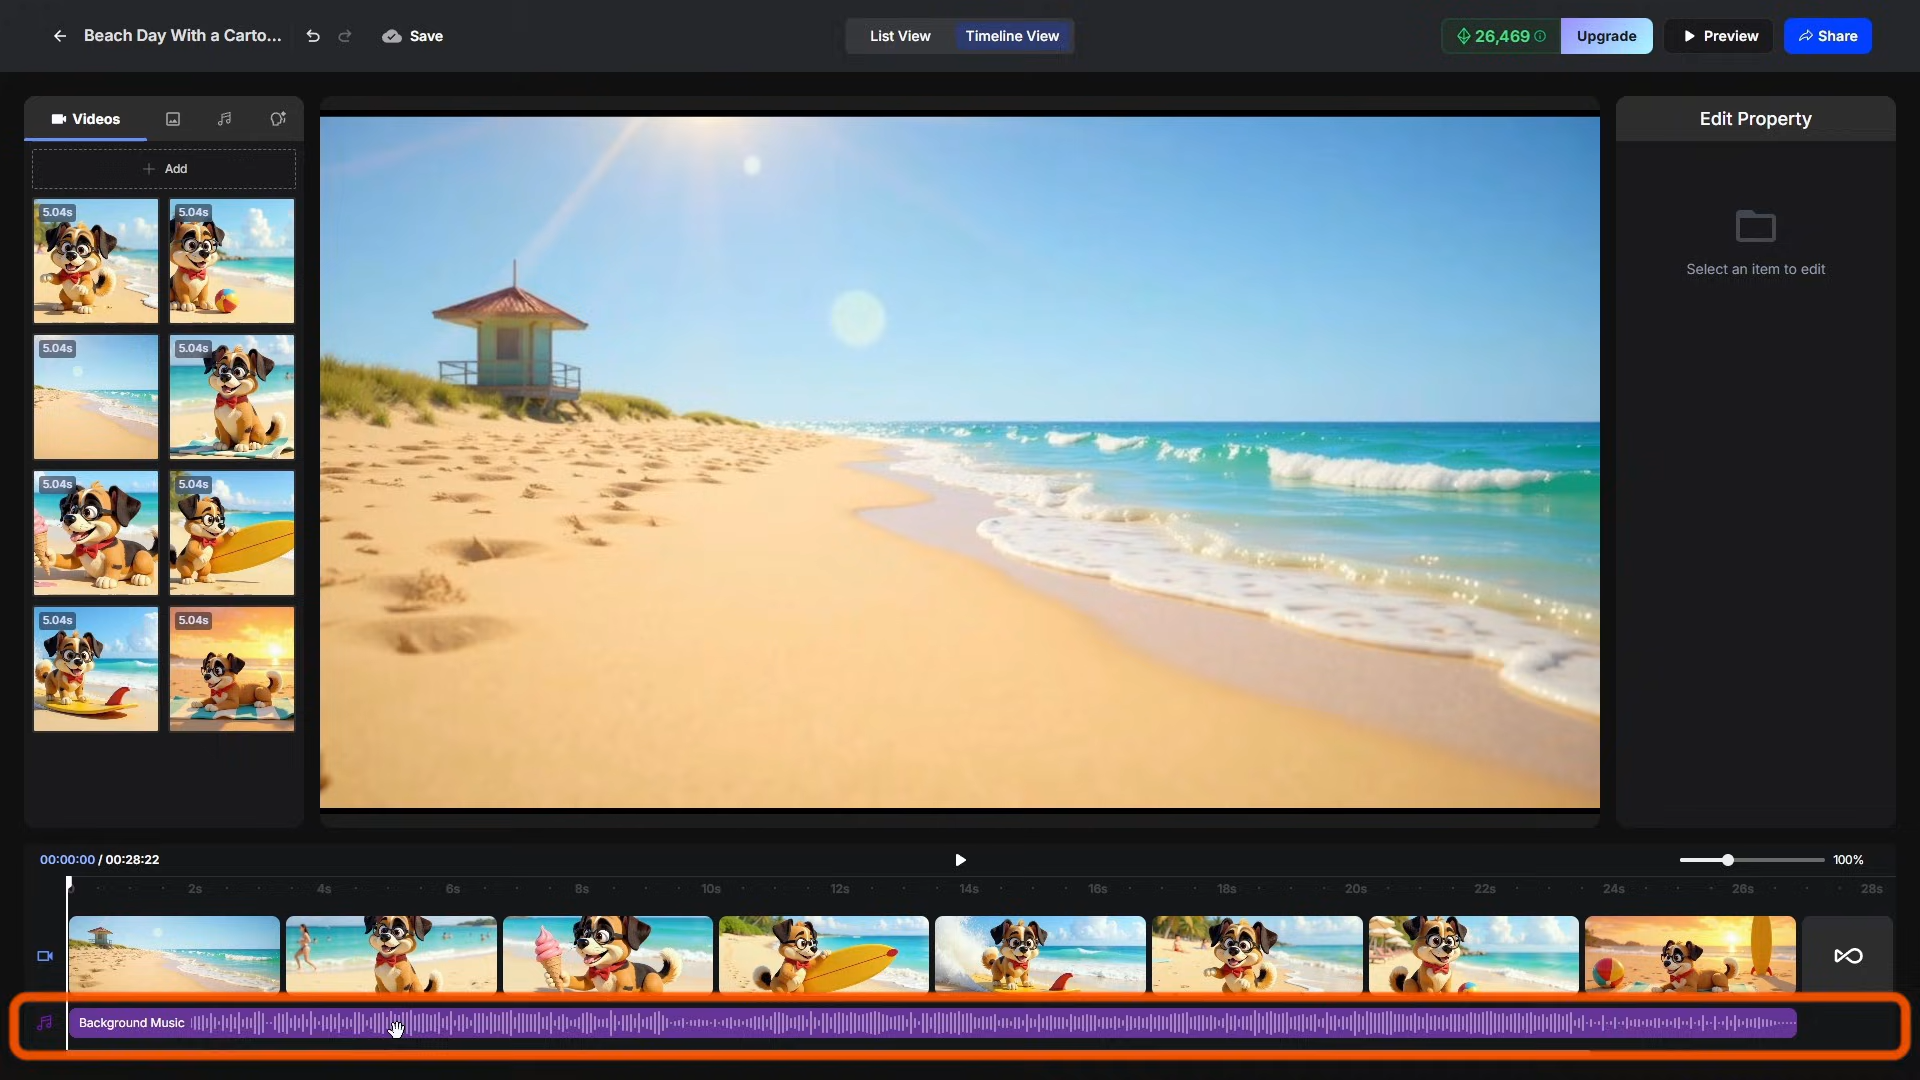 Beach Day With a Carto...
Save
List View
Timeline View
26,469
Upgrade
Preview
Share
Videos
Add
Edit Property
Select an item to edit
5.04s
5.04s
5.04s
5.04s
5.04s
5.04s
5.04s
5.04s
00:00:00 / 00:28:22
100%
2s
4s
6s
8s
10s
12s
14s
16s
18s
20s
22s
24s
26s
28s
Background Music